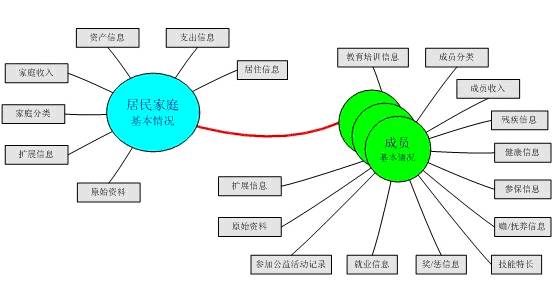 资产信息
支出信息
家庭收入
居住信息
居民家庭
基本情况
家庭分类
扩展信息
原始资料
教育培训信息
成员分类
成员收入
残疾信息
成员
基本情况
健康信息
扩展信息
参保信息
原始资料
赡/抚养信息
参加公益活动记录
就业信息
奖/惩信息
技能特长